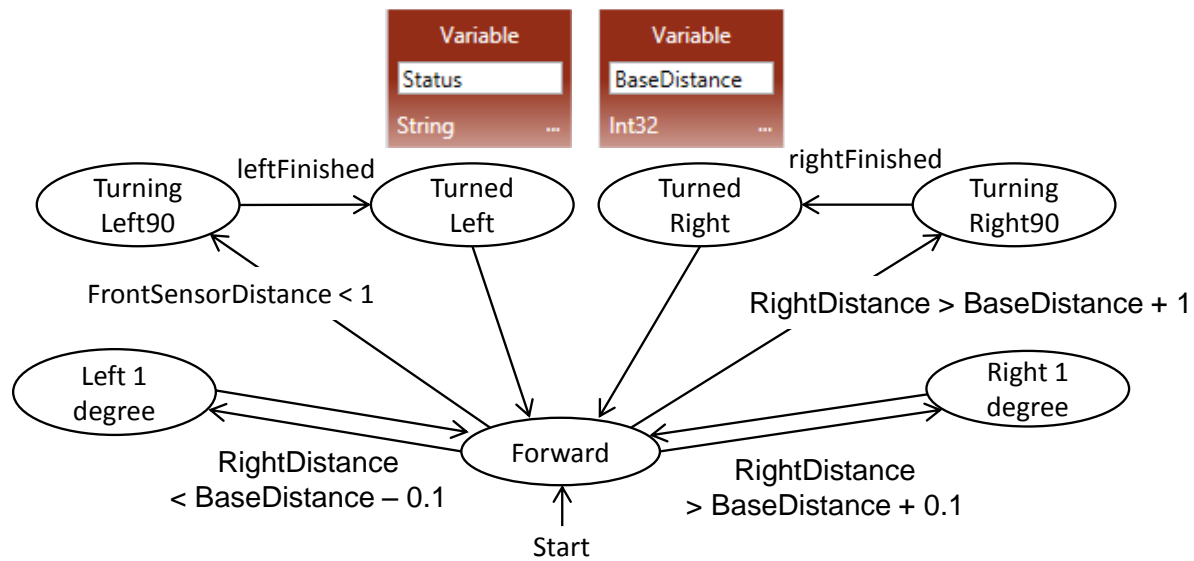 Variable
Status
String ...
Variable
BaseDistance
Int32 ...
leftFinished
rightFinished
Turning
Left90
Turned
Left
Turned
Right
Turning
Right90
FrontSensorDistance < 1
RightDistance > BaseDistance + 1
Left 1
degree
Right 1
degree
Forward
RightDistance
< BaseDistance – 0.1
RightDistance
> BaseDistance + 0.1
Start